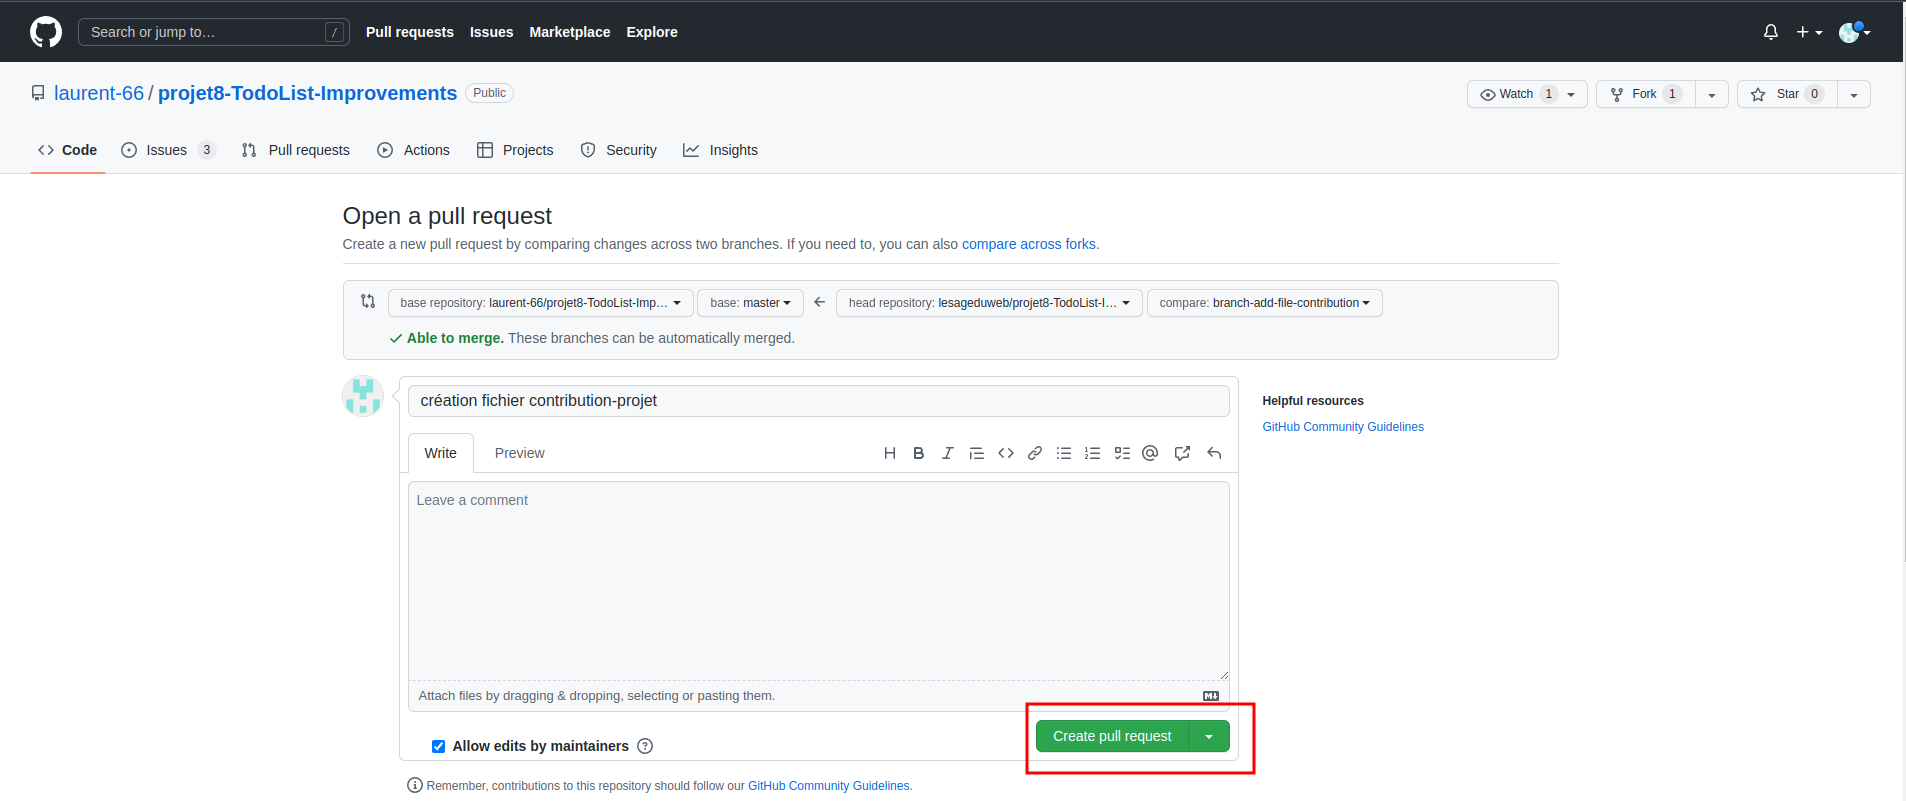 Search or jump to… /
Pull requests Issues Marketplace Explore
laurent-66 / projet8-TodoList-Improvements Public
Watch 1 Fork 1 Star 0
Code Issues 3 Pull requests Actions Projects Security Insights
Open a pull request
Create a new pull request by comparing changes across two branches. If you need to, you can also compare across forks.
base repository: laurent-66/projet8-TodoList-Imp… base: master ← head repository: lesageduweb/projet8-TodoList-I… compare: branch-add-file-contribution
Able to merge. These branches can be automatically merged.
création fichier contribution-projet
Write Preview
Leave a comment
Attach files by dragging & dropping, selecting or pasting them.
Allow edits by maintainers
Create pull request
Remember, contributions to this repository should follow our GitHub Community Guidelines.
Helpful resources
GitHub Community Guidelines